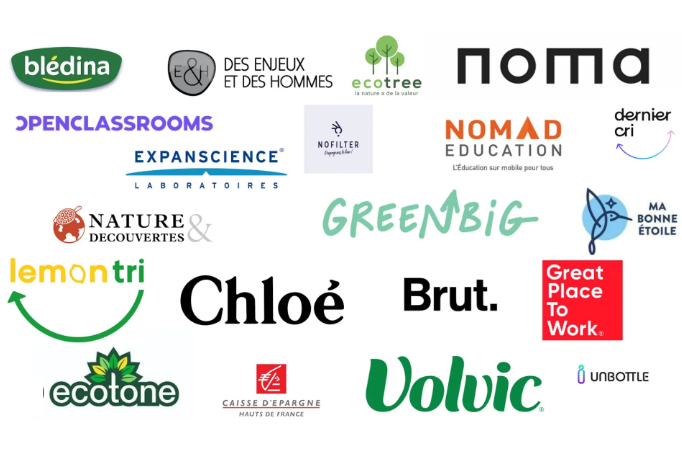 blédina
E&H
DES ENJEUX
ET DES HOMMES
ecotree
la nature a de la valeur
noma
OPENCLASSROOMS
EXPANSCIENCE®
LABORATOIRES
NOFILTER
NOMAD
EDUCATION
L'Éducation sur mobile pour tous
dernier
cri
NATURE
DECOUVERTES &
GREENBiG
MA
BONNE
ÉTOILE
lemon tri
Chloé
Brut.
Great
Place
To
Work®
ecotone
CAISSE D'EPARGNE
HAUTS DE FRANCE
Volvic®
UNBOTTLE